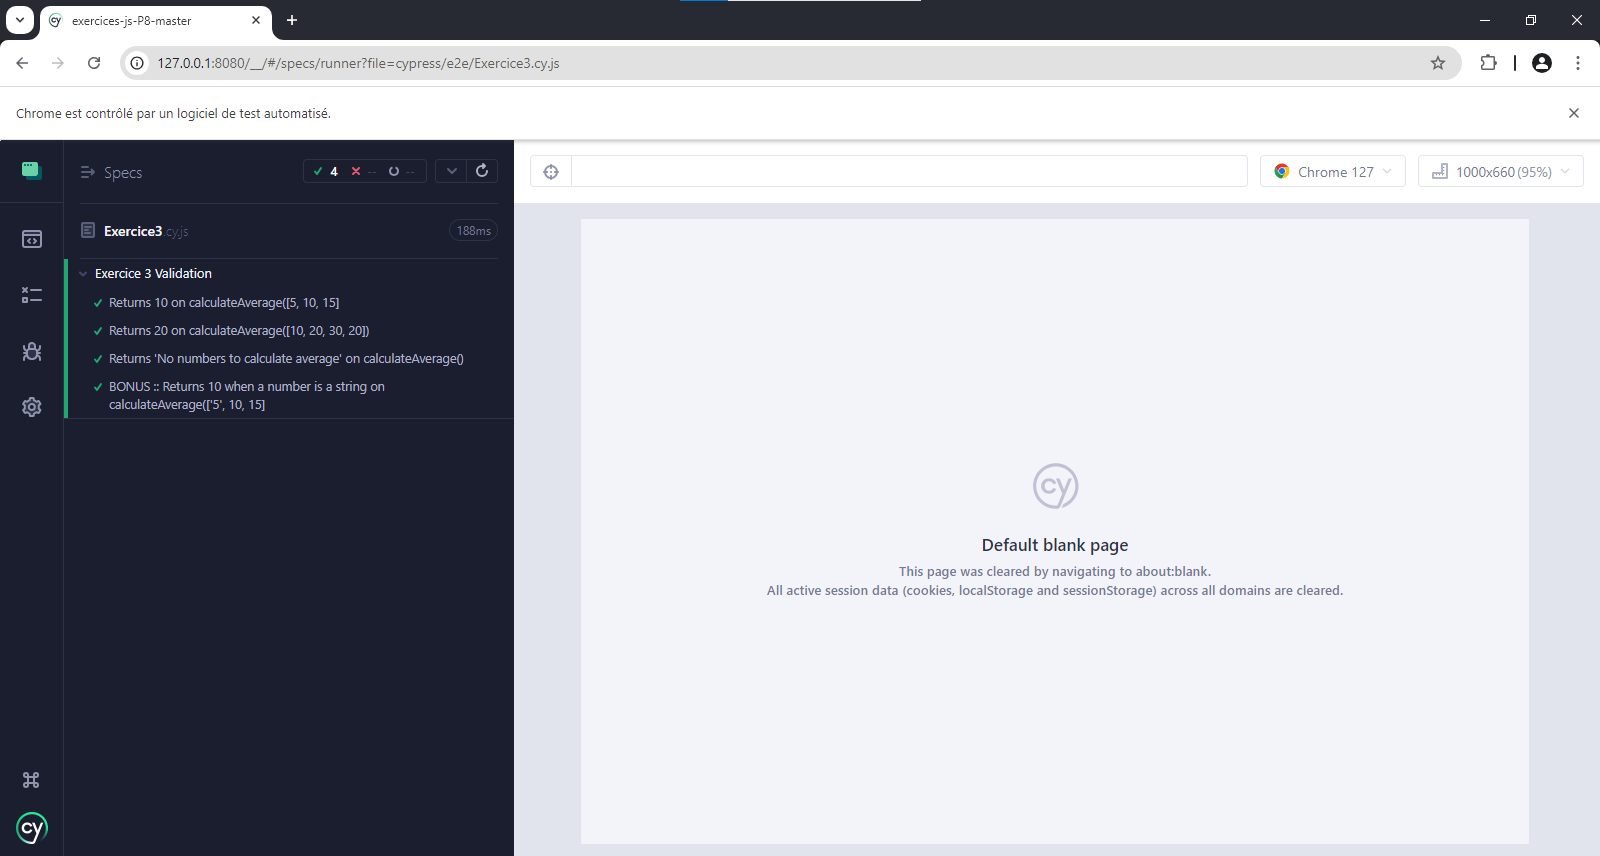 exercices-js-P8-master
127.0.0.1:8080/__/#/specs/runner?file=cypress/e2e/Exercice3.cy.js
Chrome est contrôlé par un logiciel de test automatisé.
Specs
4 -- --
Chrome 127
1000x660 (95%)
Exercice3.cy.js
188ms
Exercice 3 Validation
Returns 10 on calculateAverage([5, 10, 15]
Returns 20 on calculateAverage([10, 20, 30, 20])
Returns 'No numbers to calculate average' on calculateAverage()
BONUS :: Returns 10 when a number is a string on
calculateAverage(['5', 10, 15]
cy
Default blank page
This page was cleared by navigating to about:blank.
All active session data (cookies, localStorage and sessionStorage) across all domains are cleared.
cy